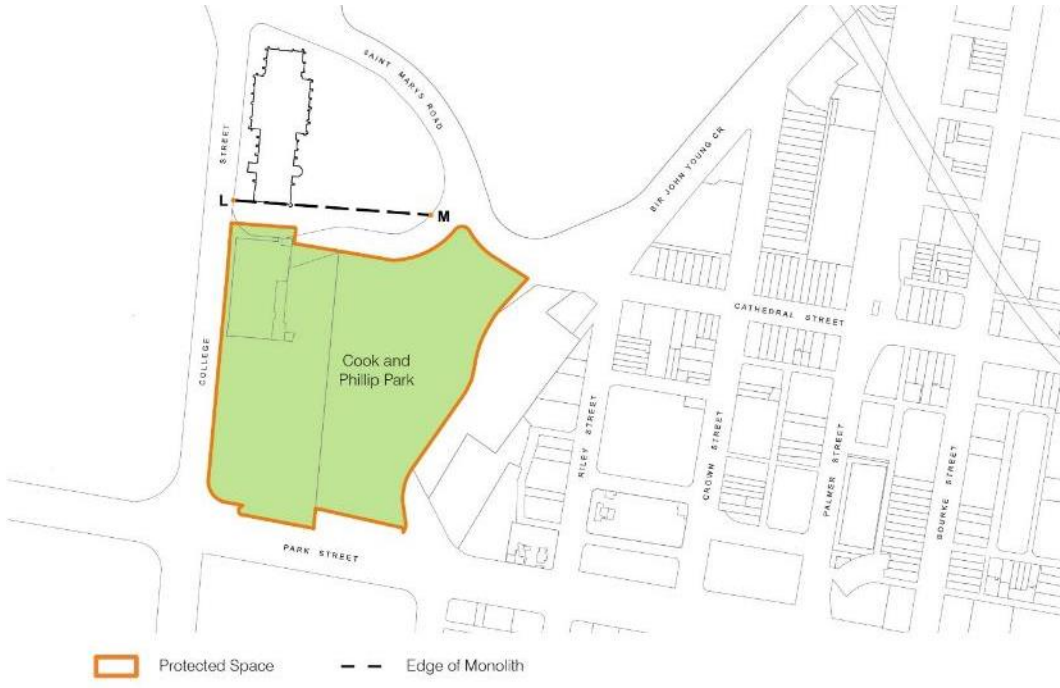 SAINT MARYS ROAD
STREET
SIR JOHN YOUNG CR
L
M
CATHEDRAL STREET
COLLEGE
Cook and
Phillip Park
RILEY STREET
CROWN STREET
PALMER STREET
BOURKE STREET
PARK STREET
Protected Space
Edge of Monolith